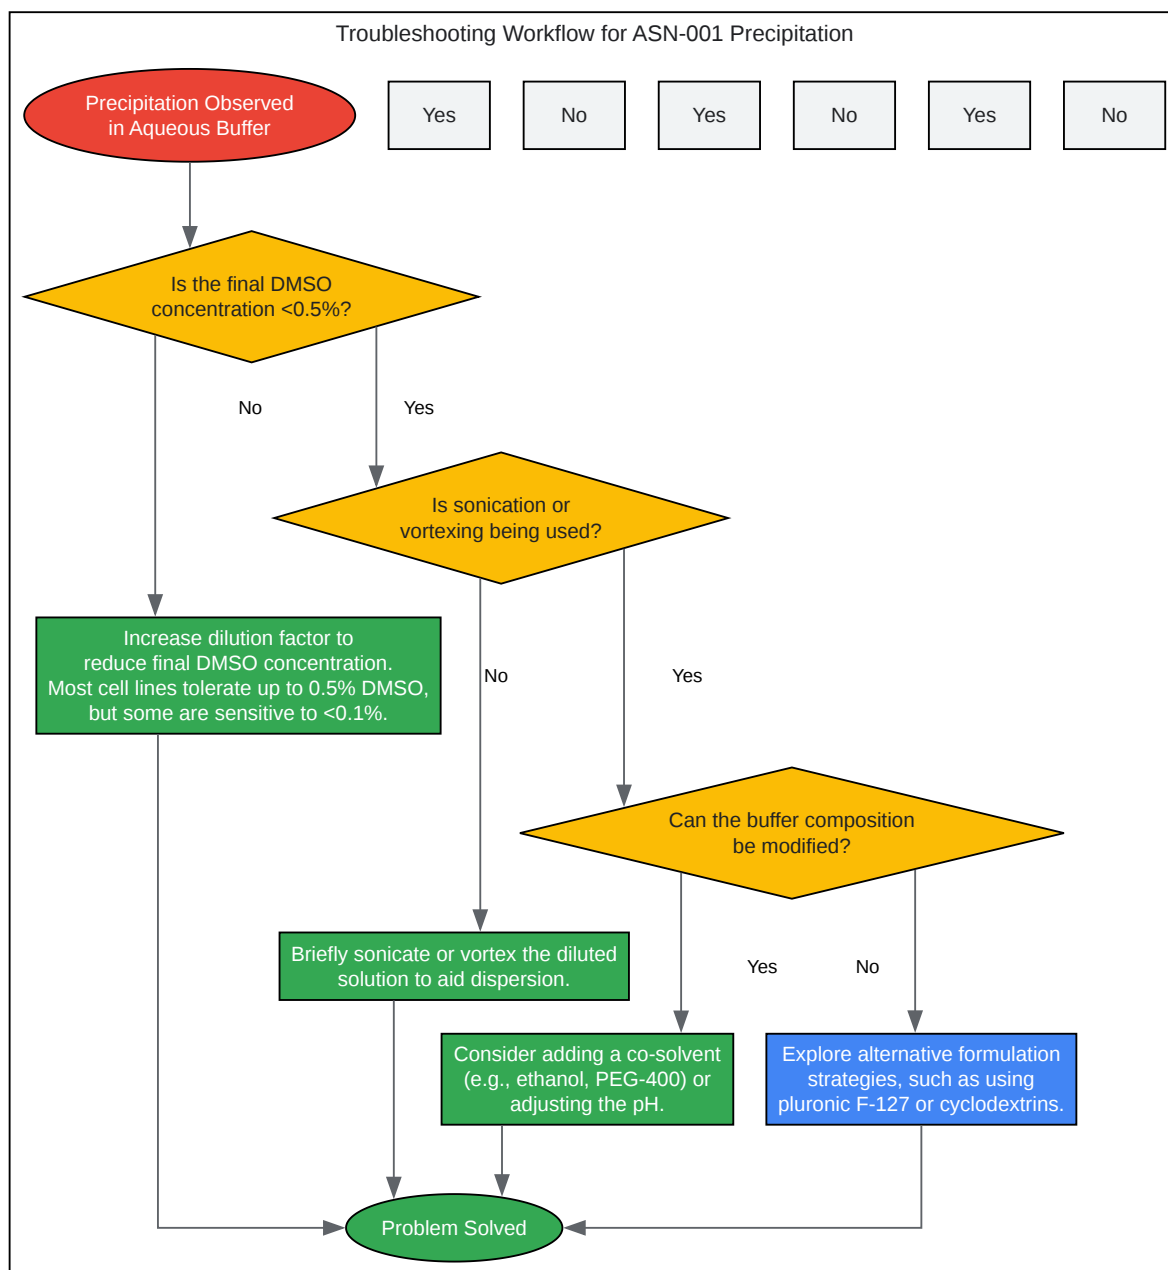 Troubleshooting Workflow for ASN-001 Precipitation
Precipitation Observed
in Aqueous Buffer
Yes
No
Yes
No
Yes
No
Is the final DMSO
concentration <0.5%?
No
Yes
Is sonication or
vortexing being used?
Increase dilution factor to
reduce final DMSO concentration.
Most cell lines tolerate up to 0.5% DMSO,
but some are sensitive to <0.1%.
No
Yes
Can the buffer composition
be modified?
Briefly sonicate or vortex the diluted
solution to aid dispersion.
Yes
No
Consider adding a co-solvent
(e.g., ethanol, PEG-400) or
adjusting the pH.
Explore alternative formulation
strategies, such as using
pluronic F-127 or cyclodextrins.
Problem Solved